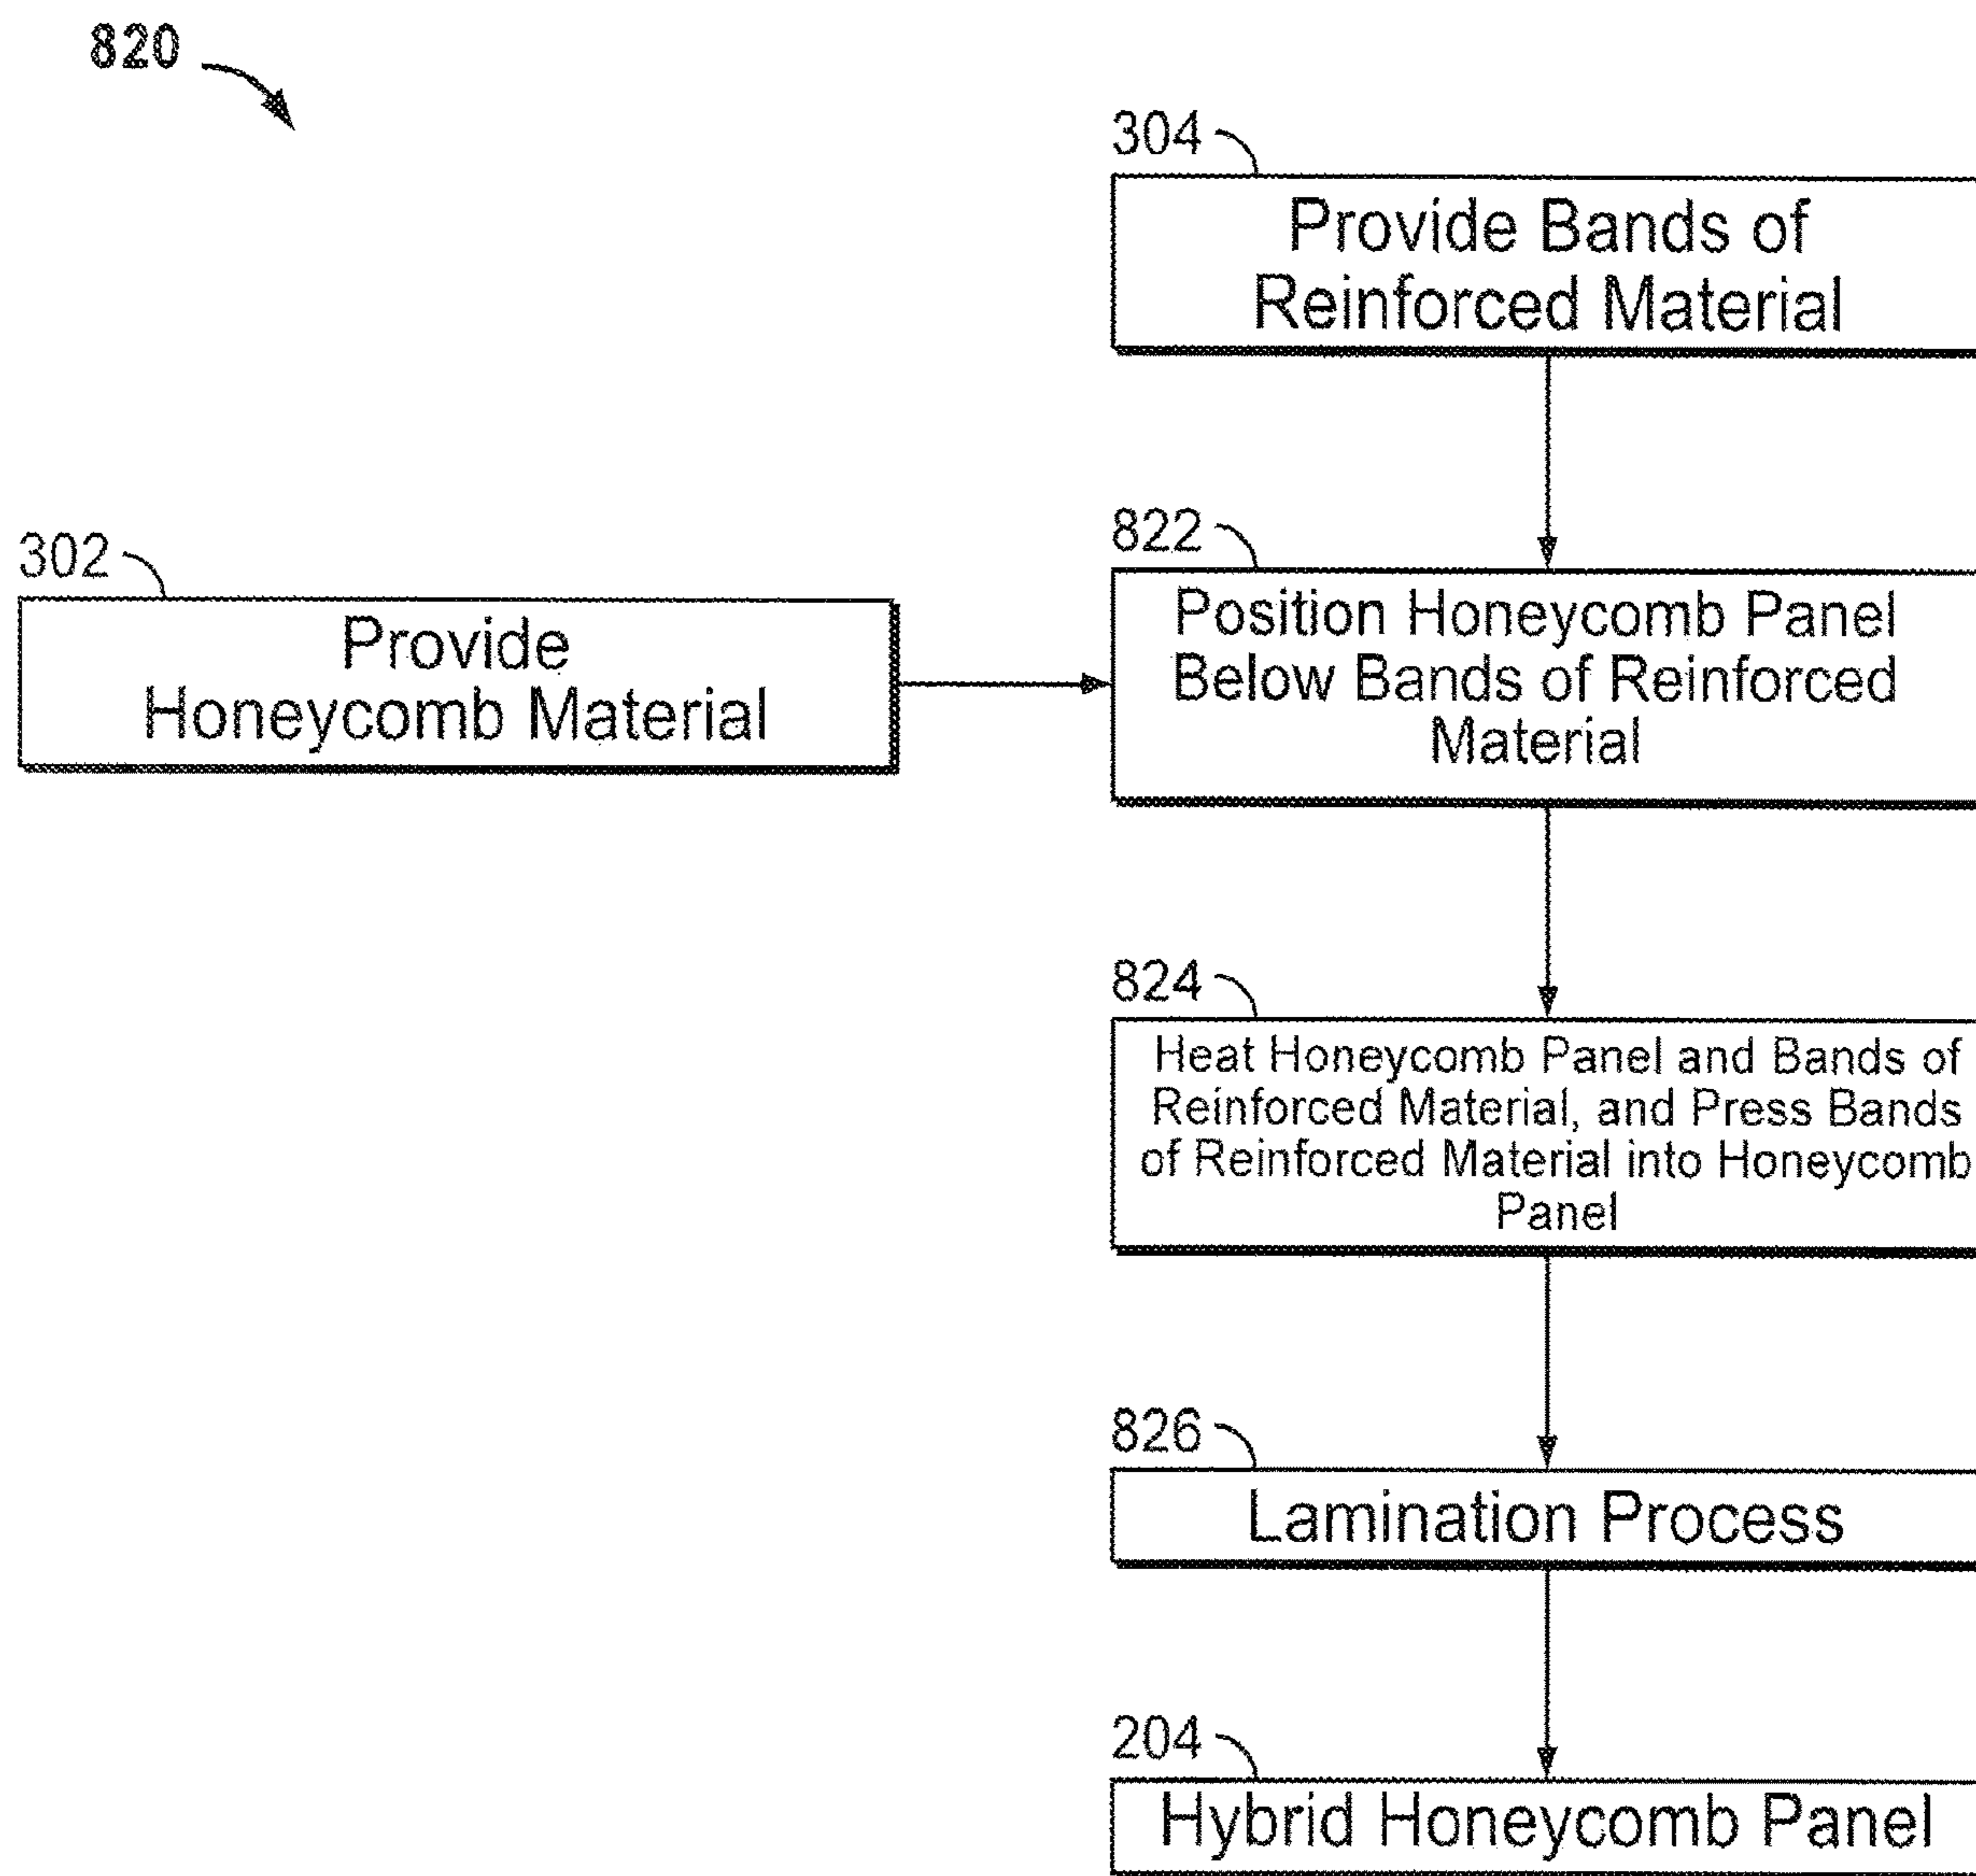 820
304
Provide Bands of
Reinforced Material
302
Provide
Honeycomb Material
822
Position Honeycomb Panel
Below Bands of Reinforced
Material
824
Heat Honeycomb Panel and Bands of
Reinforced Material, and Press Bands
of Reinforced Material into Honeycomb
Panel
826
Lamination Process
204
Hybrid Honeycomb Panel